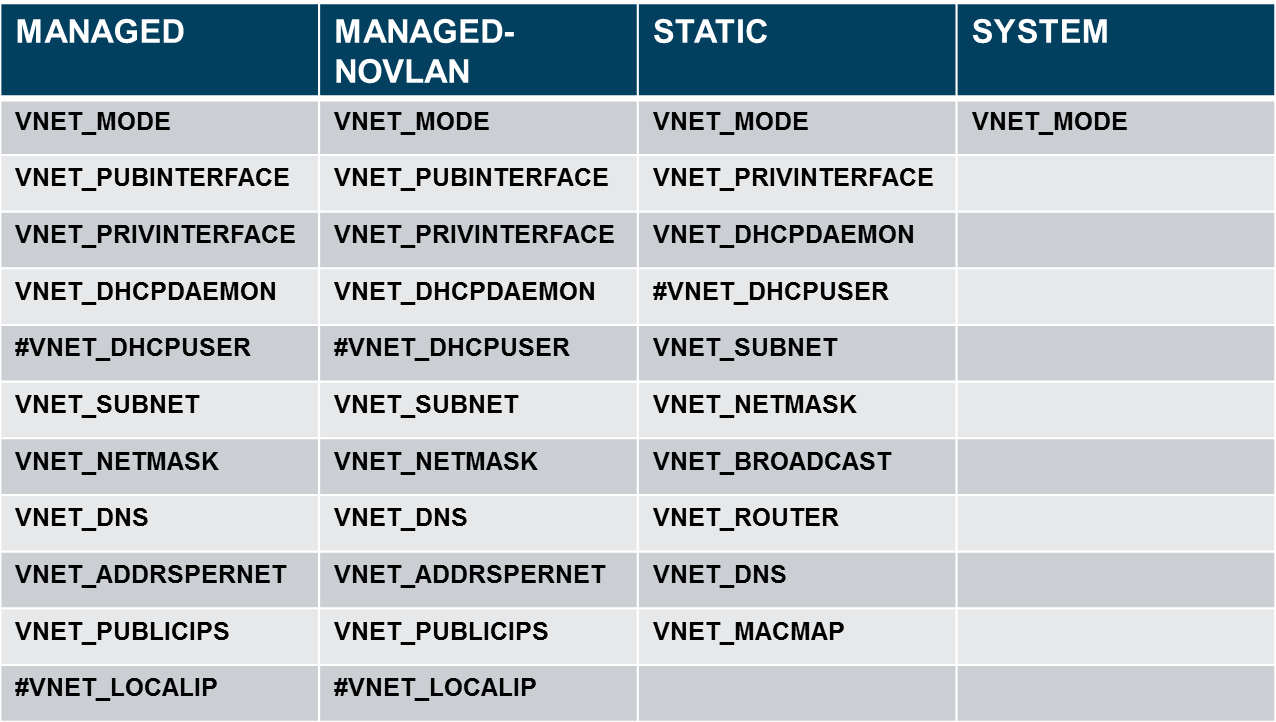 MANAGED MANAGED-NOVLAN STATIC SYSTEM
VNET_MODE VNET_MODE VNET_MODE VNET_MODE
VNET_PUBINTERFACE VNET_PUBINTERFACE VNET_PRIVINTERFACE
VNET_PRIVINTERFACE VNET_PRIVINTERFACE VNET_DHCPDAEMON
VNET_DHCPDAEMON VNET_DHCPDAEMON #VNET_DHCPUSER
#VNET_DHCPUSER #VNET_DHCPUSER VNET_SUBNET
VNET_SUBNET VNET_SUBNET VNET_NETMASK
VNET_NETMASK VNET_NETMASK VNET_BROADCAST
VNET_DNS VNET_DNS VNET_ROUTER
VNET_ADDRSPERNET VNET_ADDRSPERNET VNET_DNS
VNET_PUBLICIPS VNET_PUBLICIPS VNET_MACMAP
#VNET_LOCALIP #VNET_LOCALIP